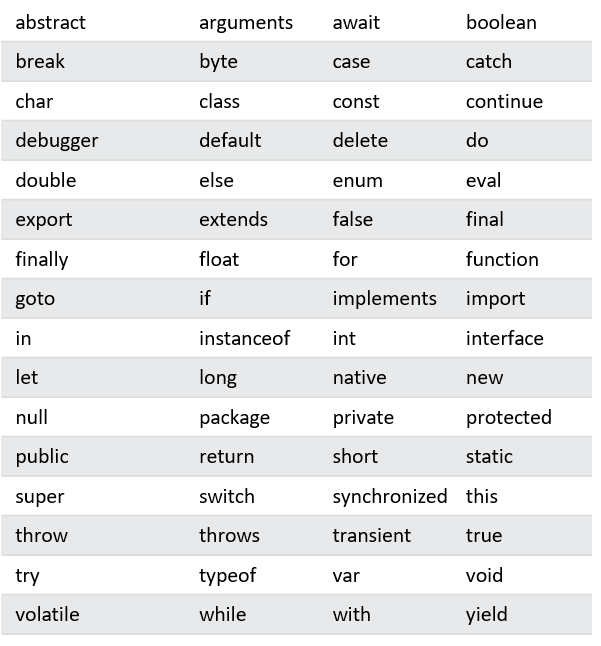 abstract arguments await boolean
break byte case catch
char class const continue
debugger default delete do
double else enum eval
export extends false final
finally float for function
goto if implements import
in instanceof int interface
let long native new
null package private protected
public return short static
super switch synchronized this
throw throws transient true
try typeof var void
volatile while with yield